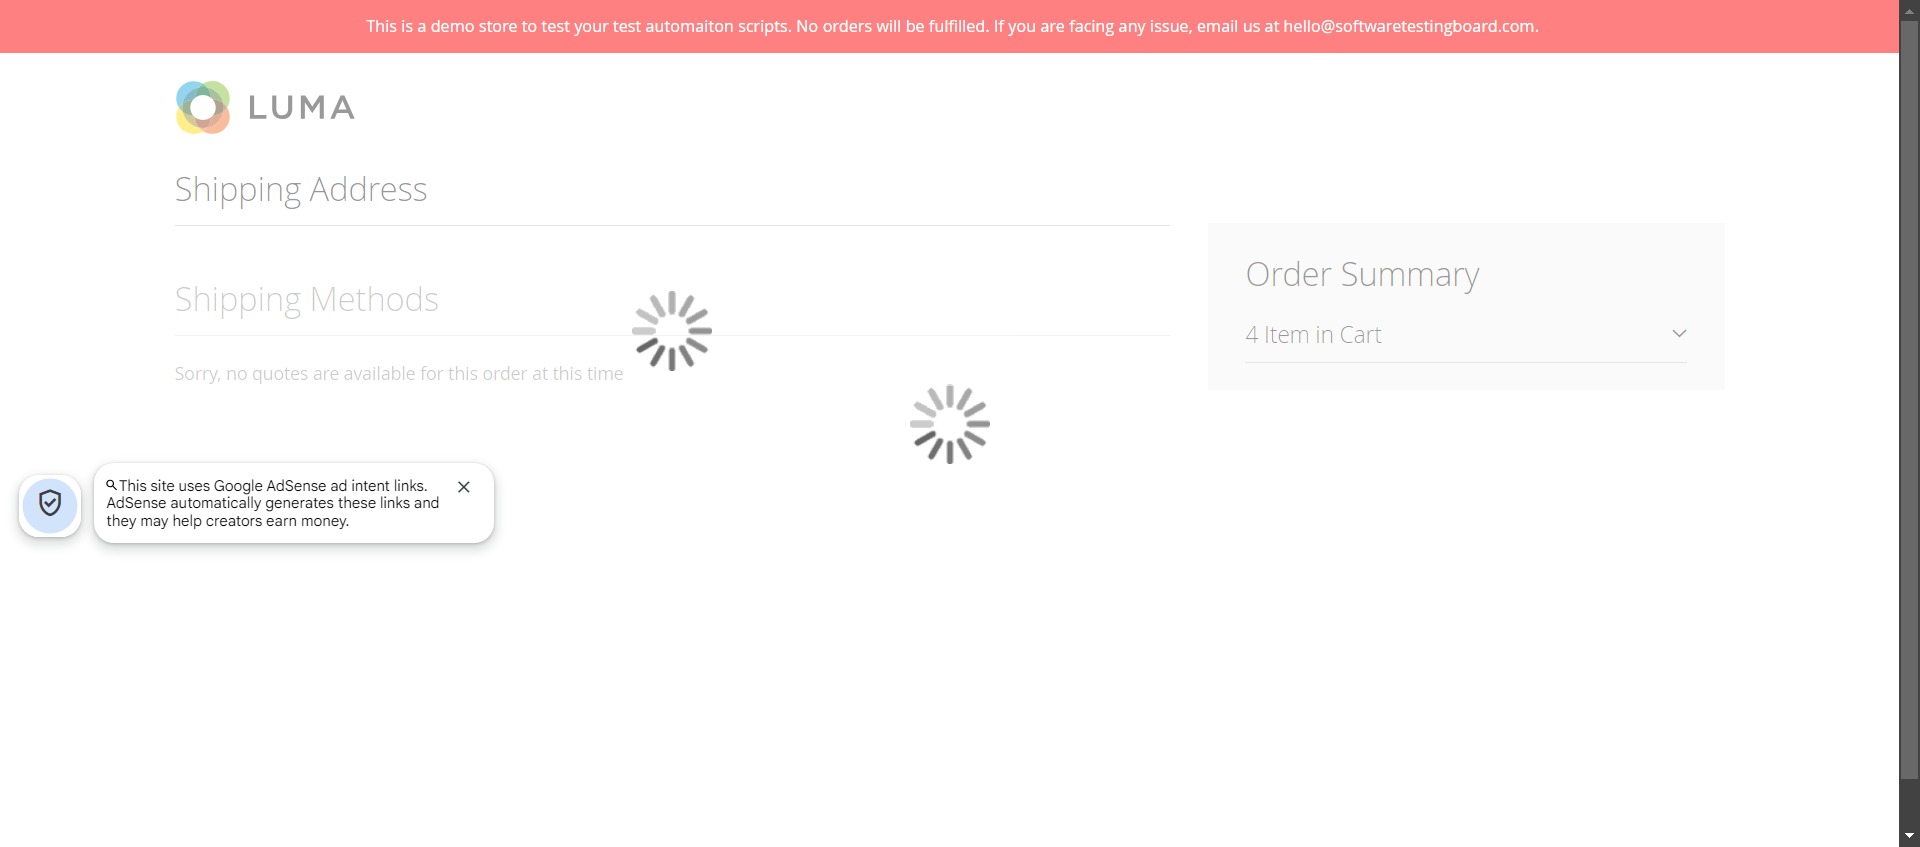 This is a demo store to test your test automaiton scripts. No orders will be fulfilled. If you are facing any issue, email us at hello@softwaretestingboard.com.
LUMA
Shipping Address
Shipping Methods
Sorry, no quotes are available for this order at this time
Order Summary
4 Item in Cart
This site uses Google AdSense ad intent links.
AdSense automatically generates these links and
they may help creators earn money.